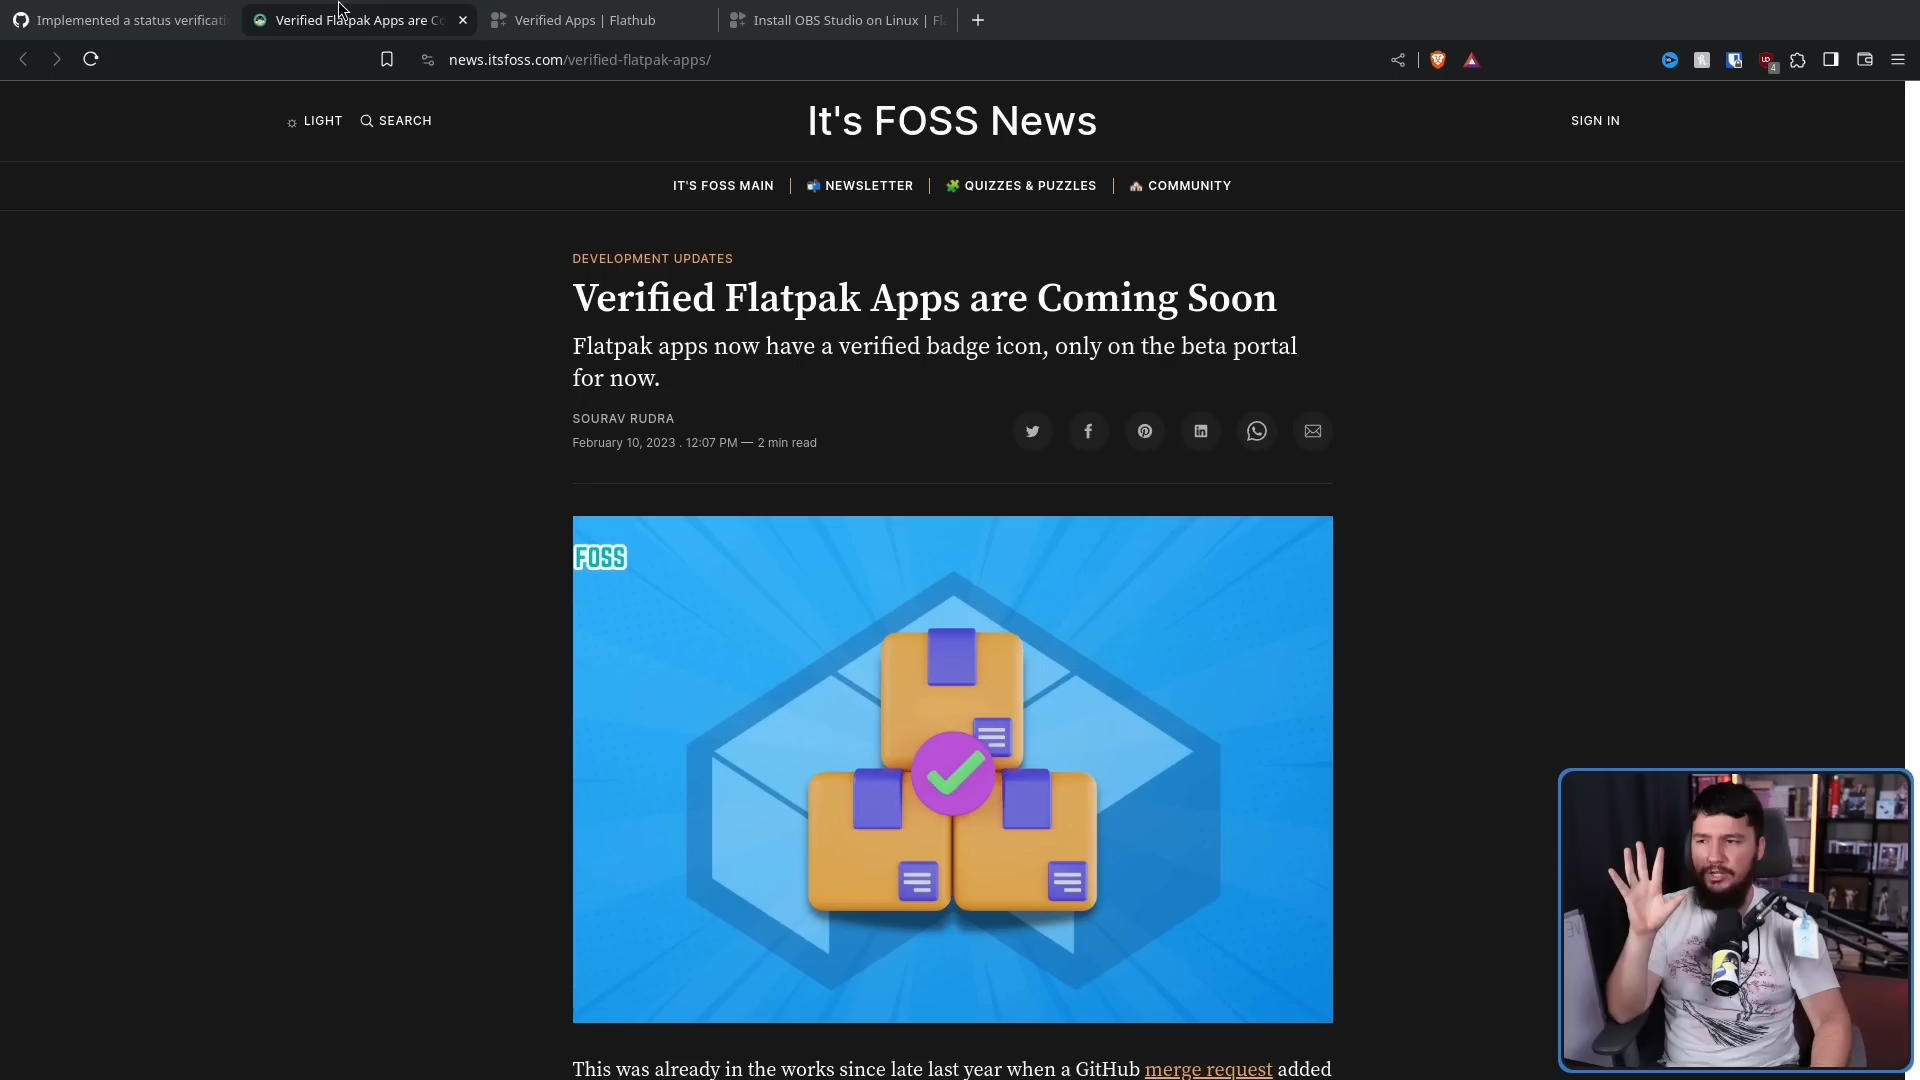 Implemented a status verificati
Verified Flatpak Apps are Co
Verified Apps | Flathub
Install OBS Studio on Linux | Fla
news.itsfoss.com/verified-flatpak-apps/
4
LIGHT
SEARCH
It's FOSS News
SIGN IN
IT'S FOSS MAIN
NEWSLETTER
QUIZZES & PUZZLES
COMMUNITY
DEVELOPMENT UPDATES
Verified Flatpak Apps are Coming Soon
Flatpak apps now have a verified badge icon, only on the beta portal
for now.
SOURAV RUDRA
February 10, 2023 . 12:07 PM — 2 min read
FOSS
This was already in the works since late last year when a GitHub merge request added